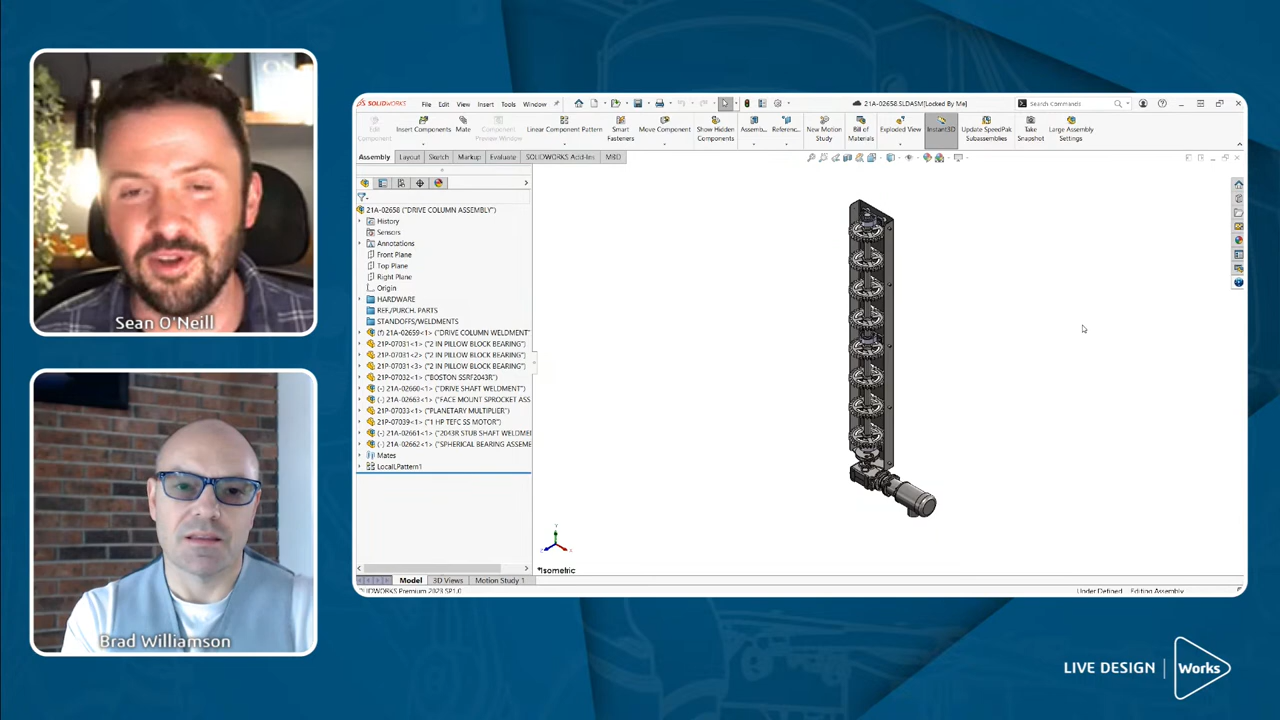 Sean O'Neill
Brad Williamson
SOLIDWORKS
File
Edit
View
Insert
Tools
Window
21A-02658.SLDASM [Locked By Me]
Search Commands
Edit Component
Insert Components
Mate
Component Preview Window
Linear Component Pattern
Smart Fasteners
Move Component
Show Hidden Components
Assemb...
Referenc...
New Motion Study
Bill of Materials
Exploded View
Instant3D
Update SpeedPak Subassemblies
Take Snapshot
Large Assembly Settings
Assembly
Layout
Sketch
Markup
Evaluate
SOLIDWORKS Add-Ins
MBD
21A-02658 ("DRIVE COLUMN ASSEMBLY")
History
Sensors
Annotations
Front Plane
Top Plane
Right Plane
Origin
HARDWARE
REF./PURCH. PARTS
STANDOFFS/WELDMENTS
(f) 21A-02659<1> ("DRIVE COLUMN WELDMENT"
21P-07031<1> ("2 IN PILLOW BLOCK BEARING")
21P-07031<2> ("2 IN PILLOW BLOCK BEARING")
21P-07031<3> ("2 IN PILLOW BLOCK BEARING")
21P-07032<1> ("BOSTON SSRF2043R")
(-) 21A-02660<1> ("DRIVE SHAFT WELDMENT")
(-) 21A-02663<1> ("FACE MOUNT SPROCKET ASS
21P-07033<1> ("PLANETARY MULTIPLIER")
21P-07039<1> ("1 HP TEFC SS MOTOR")
(-) 21A-02661<1> ("2043R STUB SHAFT WELDMEI
(-) 21A-02662<1> ("SPHERICAL BEARING ASSEME
Mates
LocalLPattern1
*Isometric
Model
3D Views
Motion Study 1
SOLIDWORKS Premium 2023 SP1.0
Under Defined
Editing Assembly
LIVE DESIGN
Works